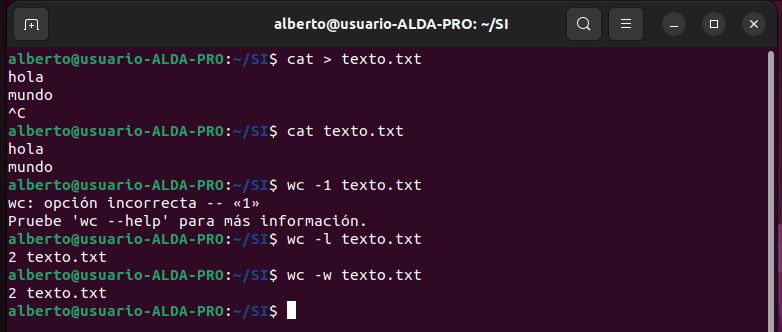 alberto@usuario-ALDA-PRO: ~/SI
alberto@usuario-ALDA-PRO:~/SI$ cat > texto.txt
hola
mundo
^C
alberto@usuario-ALDA-PRO:~/SI$ cat texto.txt
hola
mundo
alberto@usuario-ALDA-PRO:~/SI$ wc -1 texto.txt
wc: opción incorrecta -- «1»
Pruebe 'wc --help' para más información.
alberto@usuario-ALDA-PRO:~/SI$ wc -l texto.txt
2 texto.txt
alberto@usuario-ALDA-PRO:~/SI$ wc -w texto.txt
2 texto.txt
alberto@usuario-ALDA-PRO:~/SI$